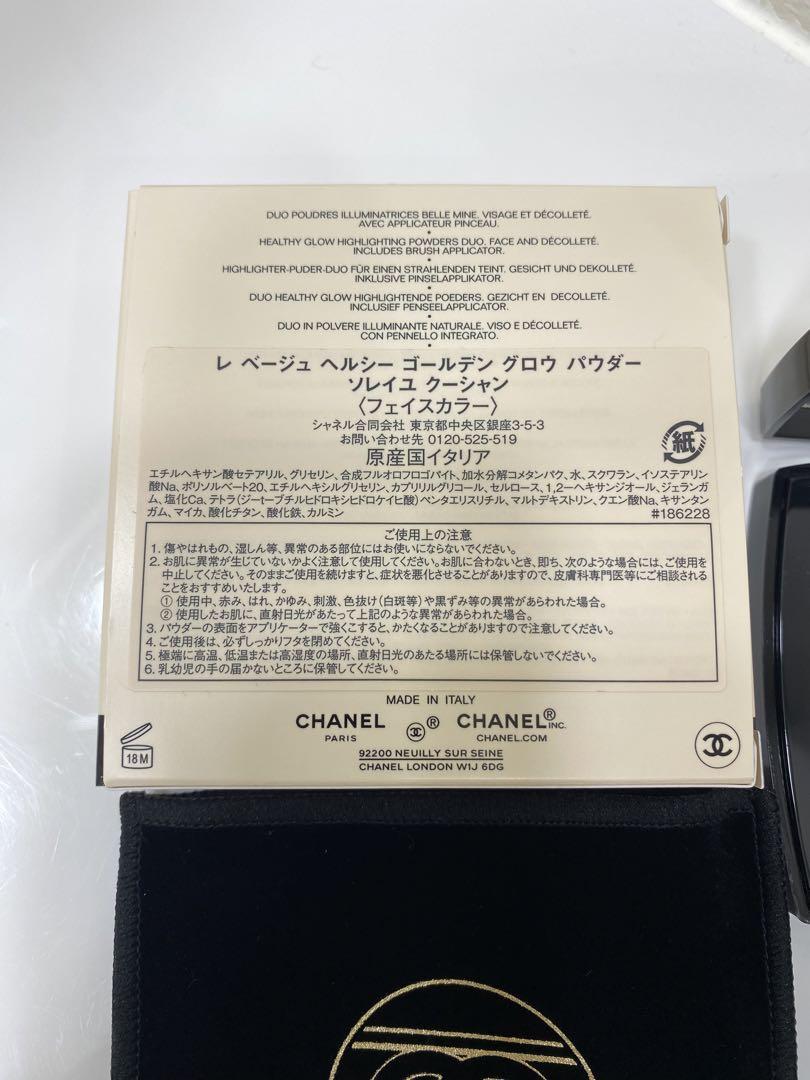 DUO POUDRES ILLUMINATRICES BELLE MINE. VISAGE ET DÉCOLLETÉ.
AVEC APPLICATEUR PINCEAU.
•
HEALTHY GLOW HIGHLIGHTING POWDERS DUO. FACE AND DÉCOLLETÉ.
INCLUDES BRUSH APPLICATOR.
•
HIGHLIGHTER-PUDER-DUO FÜR EINEN STRAHLENDEN TEINT. GESICHT UND DEKOLLETÉ.
INKLUSIVE PINSELAPPLIKATOR.
•
DUO HEALTHY GLOW HIGHLIGHTENDE POEDERS. GEZICHT EN DECOLLETÉ.
INCLUSIEF PENSEELAPPLICATOR.
•
DUO IN POLVERE ILLUMINANTE NATURALE. VISO E DÉCOLLETÉ.
CON PENNELLO INTEGRATO.
•
レ ベージュ ヘルシー ゴールデン グロウ パウダー
ソレイユ クーシャン
〈フェイスカラー〉
シャネル合同会社 東京都中央区銀座3-5-3
お問い合わせ先 0120-525-519
紙
原産国イタリア
エチルヘキサン酸セテアリル、グリセリン、合成フルオロフロゴパイト、加水分解コメタンパク、水、スクワラン、イソステアリン
酸Na、ポリソルベート20、エチルヘキシルグリセリン、カプリリルグリコール、セルロース、1,2-ヘキサンジオール、ジェランガ
ム、塩化Ca、テトラ(ジ-t-ブチルヒドロキシヒドロケイヒ酸)ペンタエリスリチル、マルトデキストリン、クエン酸Na、キサンタン
ガム、マイカ、酸化チタン、酸化鉄、カルミン #186228
ご使用上の注意
1. 傷やはれもの、湿しん等、異常のある部位にはお使いにならないでください。
2. お肌に異常が生じていないかよく注意して使用してください。お肌に合わないとき、即ち、次のような場合には、ご使用を
中止してください。そのままご使用を続けますと、症状を悪化させることがありますので、皮膚科専門医等にご相談される
ことをおすすめいたします。
① 使用中、赤み、はれ、かゆみ、刺激、色抜け(白斑等)や黒ずみ等の異常があらわれた場合。
② 使用したお肌に、直射日光があたって上記のような異常があらわれた場合。
3. パウダーの表面をアプリケーターで強くこすると、かたくなることがありますので注意してください。
4. ご使用後は、必ずしっかりフタを閉めてください。
5. 極端に高温、低温または高湿度の場所、直射日光のあたる場所には保管しないでください。
6. 乳幼児の手の届かないところに保管してください。
MADE IN ITALY
CHANEL ® CHANEL® INC.
PARIS CHANEL.COM
92200 NEUILLY SUR SEINE
CHANEL LONDON W1J 6DG
18 M